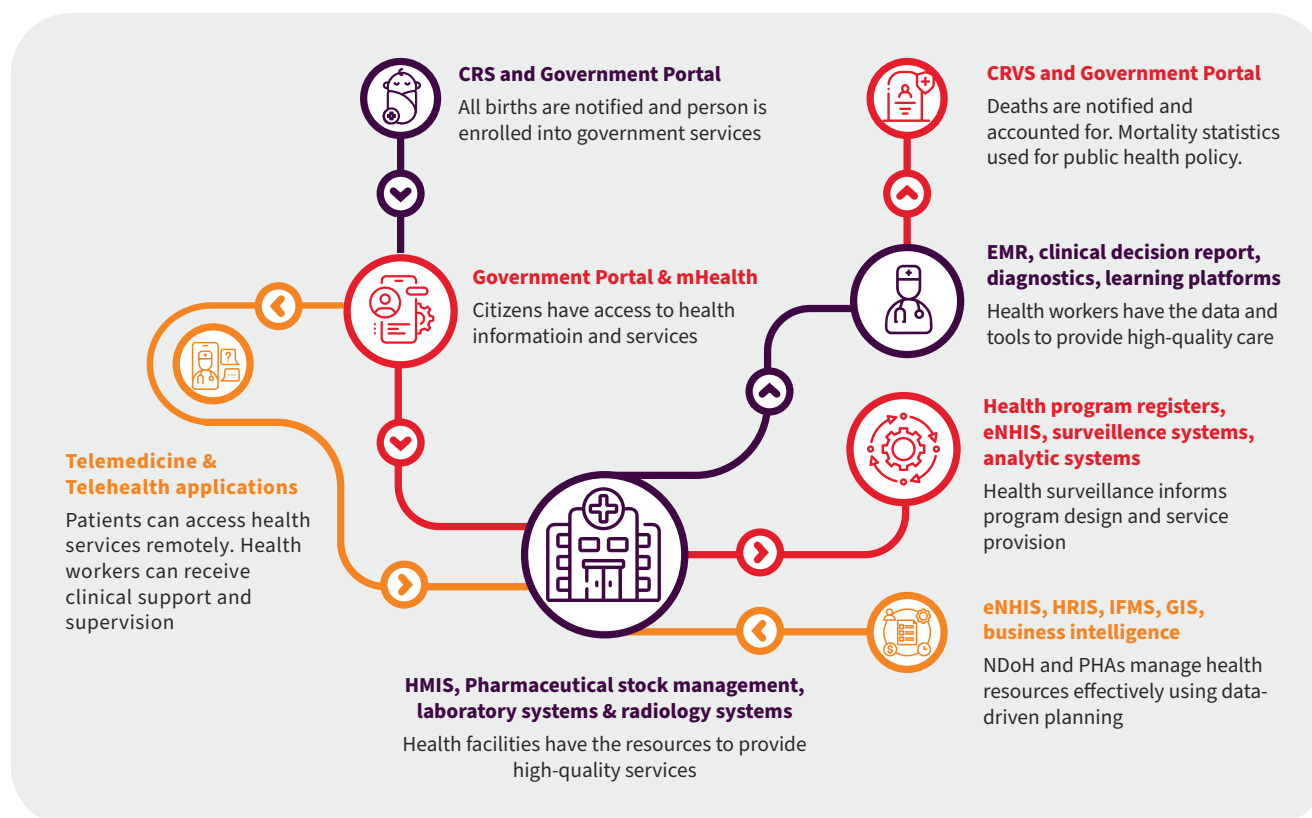 CRS and Government Portal
All births are notified and person is
enrolled into government services
CRVS and Government Portal
Deaths are notified and
accounted for. Mortality statistics
used for public health policy.
Government Portal & mHealth
Citizens have access to health
informatioin and services
EMR, clinical decision report,
diagnostics, learning platforms
Health workers have the data and
tools to provide high-quality care
Telemedicine &
Telehealth applications
Patients can access health
services remotely. Health
workers can receive
clinical support and
supervision
Health program registers,
eNHIS, surveillence systems,
analytic systems
Health surveillance informs
program design and service
provision
eNHIS, HRIS, IFMS, GIS,
business intelligence
NDoH and PHAs manage health
resources effectively using data-
driven planning
HMIS, Pharmaceutical stock management,
laboratory systems & radiology systems
Health facilities have the resources to provide
high-quality services